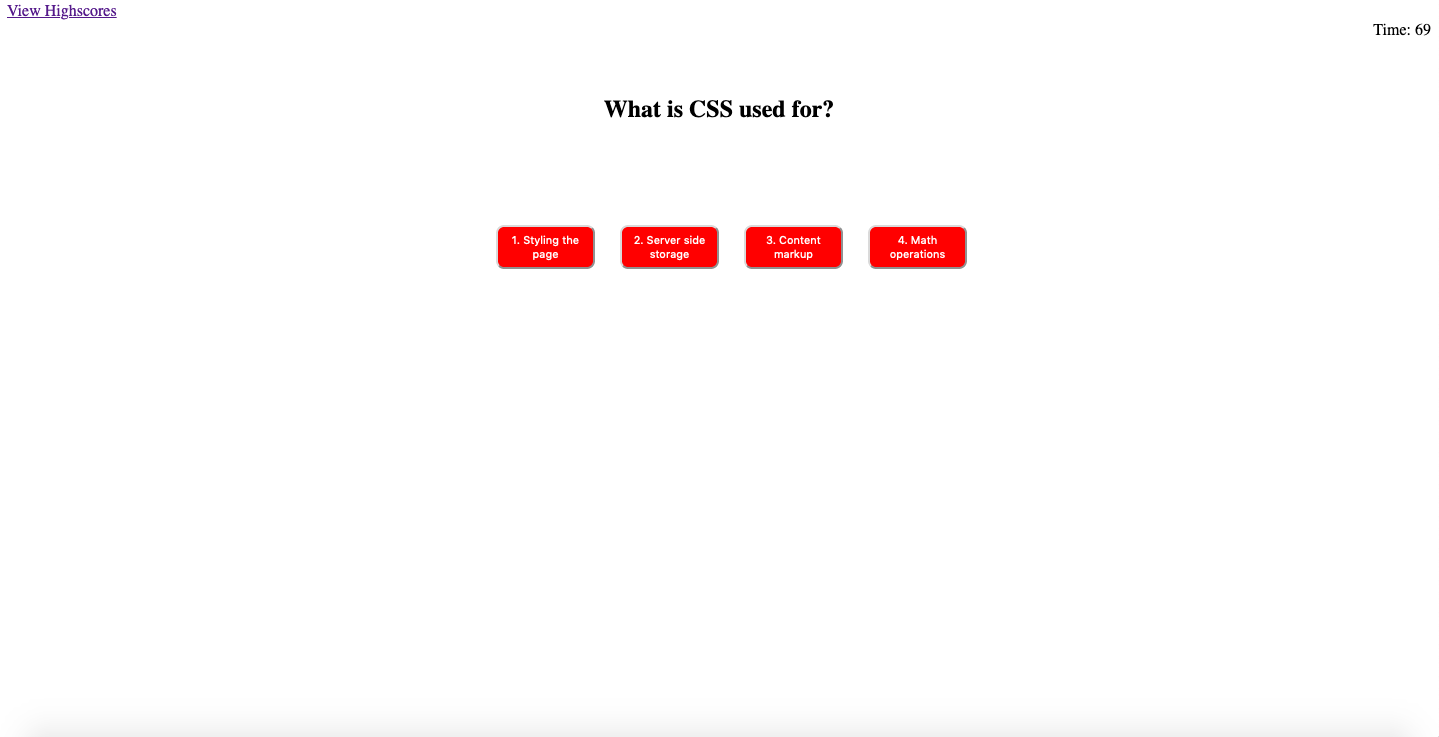 View Highscores
Time: 69
What is CSS used for?
1. Styling the
page
2. Server side
storage
3. Content
markup
4. Math
operations